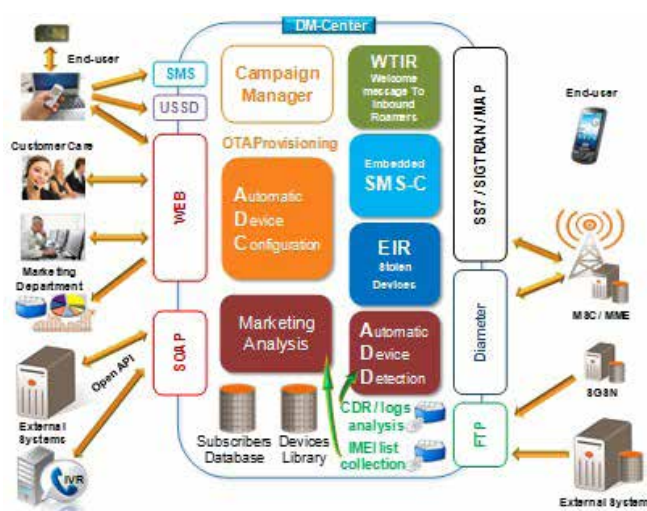 DM-Center
End-user
SMS
USSD
Campaign
Manager
WTIR
Welcome
message To
Inbound
Roamers
SS7 / SIGTRAN / MAP
End-user
Customer Care
OTAProvisioning
Embedded
SMS-C
WEB
Automatic
Device
Configuration
Marketing
Department
EIR
Stolen
Devices
MSC / MME
SOAP
Open API
Marketing
Analysis
Automatic
Device
Detection
Diameter
SGSN
External
Systems
Subscribers
Database
Devices
Library
CDR / logs
analysis
IMEI list
collection
FTP
IVR
External System